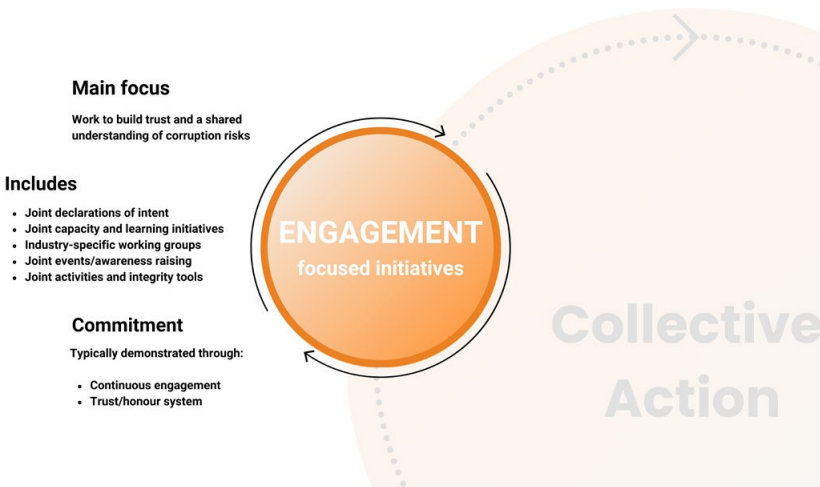 Main focus
Work to build trust and a shared
understanding of corruption risks
Includes
• Joint declarations of intent
• Joint capacity and learning initiatives
• Industry-specific working groups
• Joint events/awareness raising
• Joint activities and integrity tools
Commitment
Typically demonstrated through:
• Continuous engagement
• Trust/honour system
ENGAGEMENT
focused initiatives
Collective
Action